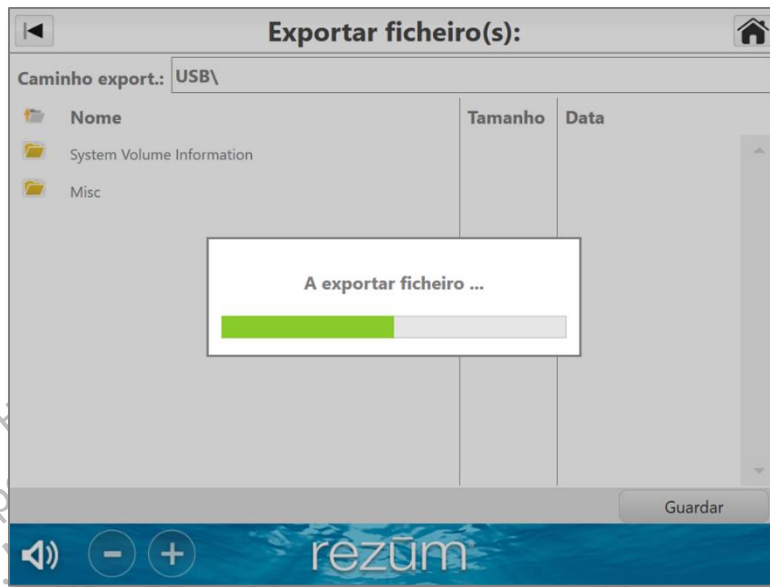 Exportar ficheiro(s):
Caminho export.: USB\
Nome Tamanho Data
System Volume Information
Misc
A exportar ficheiro ...
Guardar
rezūm